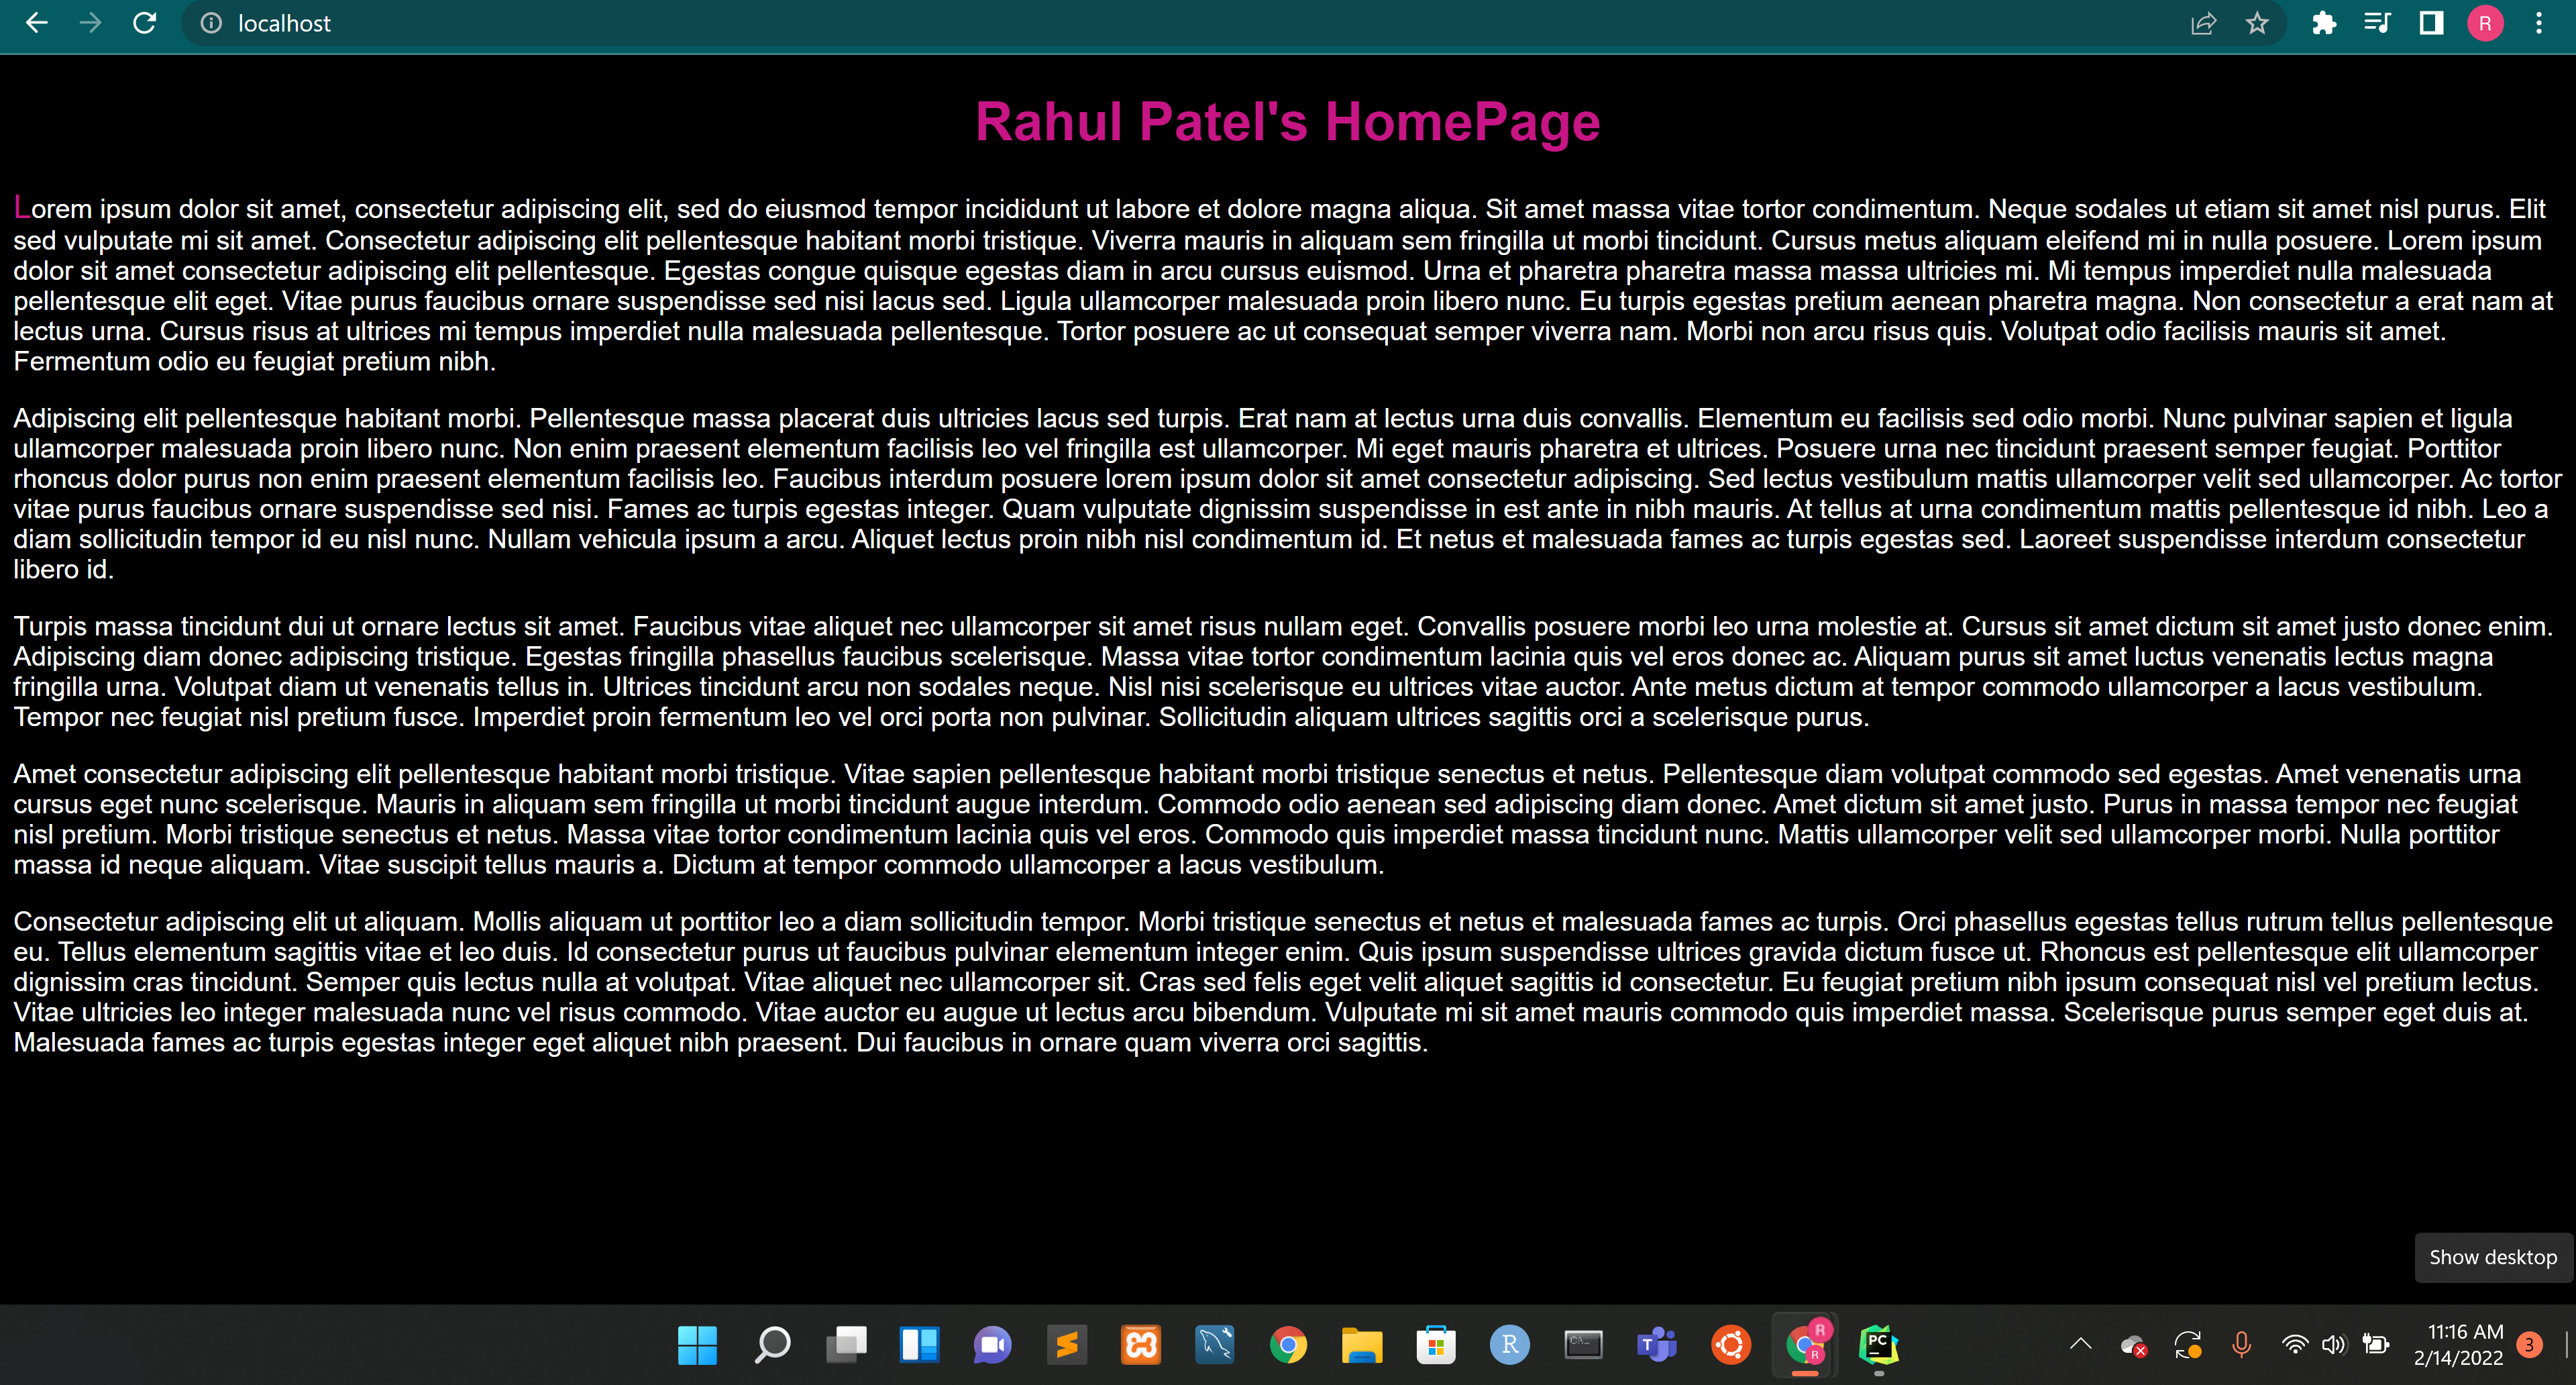 localhost
R
Rahul Patel's HomePage
Lorem ipsum dolor sit amet, consectetur adipiscing elit, sed do eiusmod tempor incididunt ut labore et dolore magna aliqua. Sit amet massa vitae tortor condimentum. Neque sodales ut etiam sit amet nisl purus. Elit
sed vulputate mi sit amet. Consectetur adipiscing elit pellentesque habitant morbi tristique. Viverra mauris in aliquam sem fringilla ut morbi tincidunt. Cursus metus aliquam eleifend mi in nulla posuere. Lorem ipsum
dolor sit amet consectetur adipiscing elit pellentesque. Egestas congue quisque egestas diam in arcu cursus euismod. Urna et pharetra pharetra massa massa ultricies mi. Mi tempus imperdiet nulla malesuada
pellentesque elit eget. Vitae purus faucibus ornare suspendisse sed nisi lacus sed. Ligula ullamcorper malesuada proin libero nunc. Eu turpis egestas pretium aenean pharetra magna. Non consectetur a erat nam at
lectus urna. Cursus risus at ultrices mi tempus imperdiet nulla malesuada pellentesque. Tortor posuere ac ut consequat semper viverra nam. Morbi non arcu risus quis. Volutpat odio facilisis mauris sit amet.
Fermentum odio eu feugiat pretium nibh.
Adipiscing elit pellentesque habitant morbi. Pellentesque massa placerat duis ultricies lacus sed turpis. Erat nam at lectus urna duis convallis. Elementum eu facilisis sed odio morbi. Nunc pulvinar sapien et ligula
ullamcorper malesuada proin libero nunc. Non enim praesent elementum facilisis leo vel fringilla est ullamcorper. Mi eget mauris pharetra et ultrices. Posuere urna nec tincidunt praesent semper feugiat. Porttitor
rhoncus dolor purus non enim praesent elementum facilisis leo. Faucibus interdum posuere lorem ipsum dolor sit amet consectetur adipiscing. Sed lectus vestibulum mattis ullamcorper velit sed ullamcorper. Ac tortor
vitae purus faucibus ornare suspendisse sed nisi. Fames ac turpis egestas integer. Quam vulputate dignissim suspendisse in est ante in nibh mauris. At tellus at urna condimentum mattis pellentesque id nibh. Leo a
diam sollicitudin tempor id eu nisl nunc. Nullam vehicula ipsum a arcu. Aliquet lectus proin nibh nisl condimentum id. Et netus et malesuada fames ac turpis egestas sed. Laoreet suspendisse interdum consectetur
libero id.
Turpis massa tincidunt dui ut ornare lectus sit amet. Faucibus vitae aliquet nec ullamcorper sit amet risus nullam eget. Convallis posuere morbi leo urna molestie at. Cursus sit amet dictum sit amet justo donec enim.
Adipiscing diam donec adipiscing tristique. Egestas fringilla phasellus faucibus scelerisque. Massa vitae tortor condimentum lacinia quis vel eros donec ac. Aliquam purus sit amet luctus venenatis lectus magna
fringilla urna. Volutpat diam ut venenatis tellus in. Ultrices tincidunt arcu non sodales neque. Nisl nisi scelerisque eu ultrices vitae auctor. Ante metus dictum at tempor commodo ullamcorper a lacus vestibulum.
Tempor nec feugiat nisl pretium fusce. Imperdiet proin fermentum leo vel orci porta non pulvinar. Sollicitudin aliquam ultrices sagittis orci a scelerisque purus.
Amet consectetur adipiscing elit pellentesque habitant morbi tristique. Vitae sapien pellentesque habitant morbi tristique senectus et netus. Pellentesque diam volutpat commodo sed egestas. Amet venenatis urna
cursus eget nunc scelerisque. Mauris in aliquam sem fringilla ut morbi tincidunt augue interdum. Commodo odio aenean sed adipiscing diam donec. Amet dictum sit amet justo. Purus in massa tempor nec feugiat
nisl pretium. Morbi tristique senectus et netus. Massa vitae tortor condimentum lacinia quis vel eros. Commodo quis imperdiet massa tincidunt nunc. Mattis ullamcorper velit sed ullamcorper morbi. Nulla porttitor
massa id neque aliquam. Vitae suscipit tellus mauris a. Dictum at tempor commodo ullamcorper a lacus vestibulum.
Consectetur adipiscing elit ut aliquam. Mollis aliquam ut porttitor leo a diam sollicitudin tempor. Morbi tristique senectus et netus et malesuada fames ac turpis. Orci phasellus egestas tellus rutrum tellus pellentesque
eu. Tellus elementum sagittis vitae et leo duis. Id consectetur purus ut faucibus pulvinar elementum integer enim. Quis ipsum suspendisse ultrices gravida dictum fusce ut. Rhoncus est pellentesque elit ullamcorper
dignissim cras tincidunt. Semper quis lectus nulla at volutpat. Vitae aliquet nec ullamcorper sit. Cras sed felis eget velit aliquet sagittis id consectetur. Eu feugiat pretium nibh ipsum consequat nisl vel pretium lectus.
Vitae ultricies leo integer malesuada nunc vel risus commodo. Vitae auctor eu augue ut lectus arcu bibendum. Vulputate mi sit amet mauris commodo quis imperdiet massa. Scelerisque purus semper eget duis at.
Malesuada fames ac turpis egestas integer eget aliquet nibh praesent. Dui faucibus in ornare quam viverra orci sagittis.
Show desktop
R
C:\_
T
R
R
PC
11:16 AM
2/14/2022
3